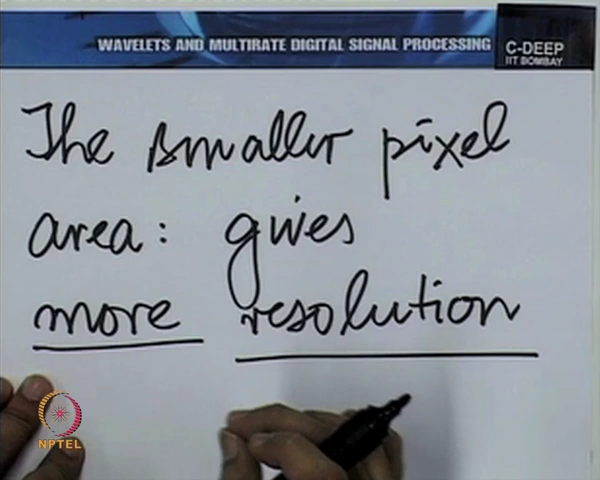 WAVELETS AND MULTIRATE DIGITAL SIGNAL PROCESSING
C-DEEP
IIT BOMBAY
The smaller pixel
area: gives
more resolution
NPTEL